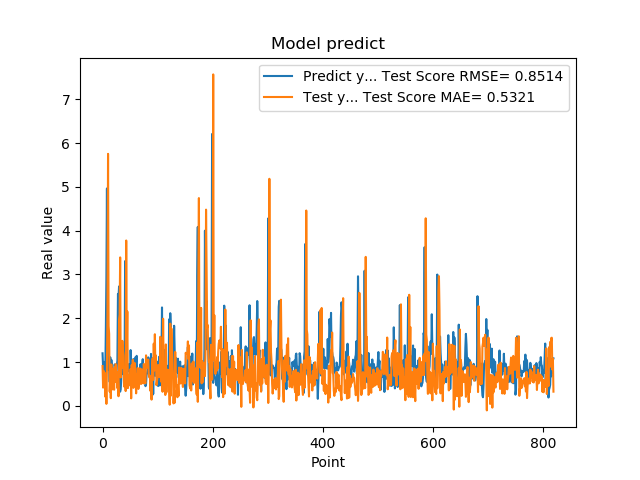 Model predict
Predict y... Test Score RMSE= 0.8514
Test y... Test Score MAE= 0.5321
Real value
7
6
5
4
3
2
1
0
0 200 400 600 800
Point